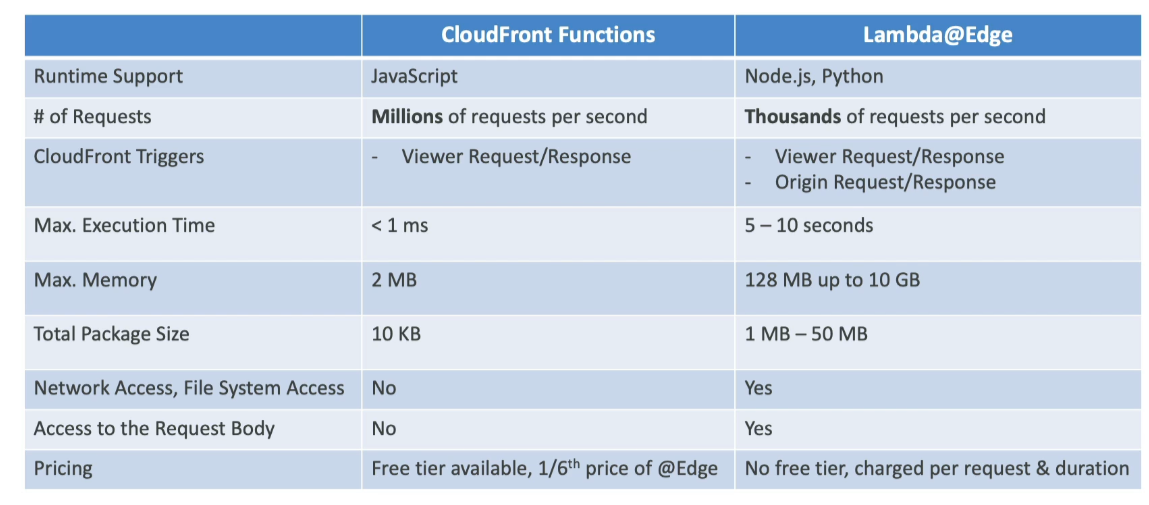 CloudFront Functions Lambda@Edge
Runtime Support JavaScript Node.js, Python
# of Requests Millions of requests per second Thousands of requests per second
CloudFront Triggers - Viewer Request/Response - Viewer Request/Response
- Origin Request/Response
Max. Execution Time < 1 ms 5 – 10 seconds
Max. Memory 2 MB 128 MB up to 10 GB
Total Package Size 10 KB 1 MB – 50 MB
Network Access, File System Access No Yes
Access to the Request Body No Yes
Pricing Free tier available, 1/6th price of @Edge No free tier, charged per request & duration